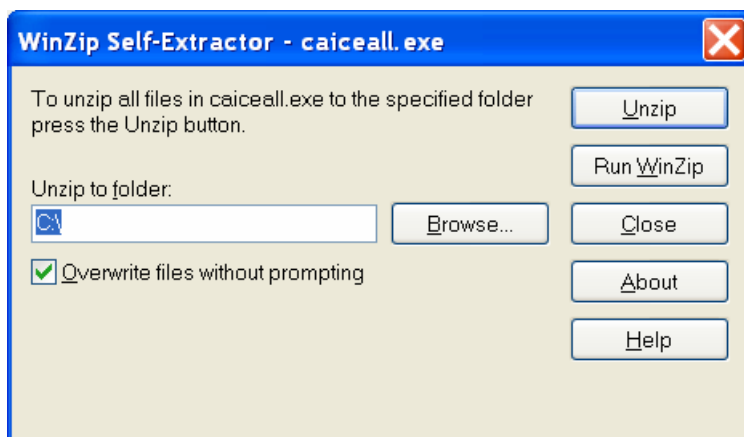 WinZip Self-Extractor - caiceall.exe
To unzip all files in caiceall.exe to the specified folder
press the Unzip button.
Unzip
Run WinZip
Unzip to folder:
C:\
Browse...
Close
Overwrite files without prompting
About
Help